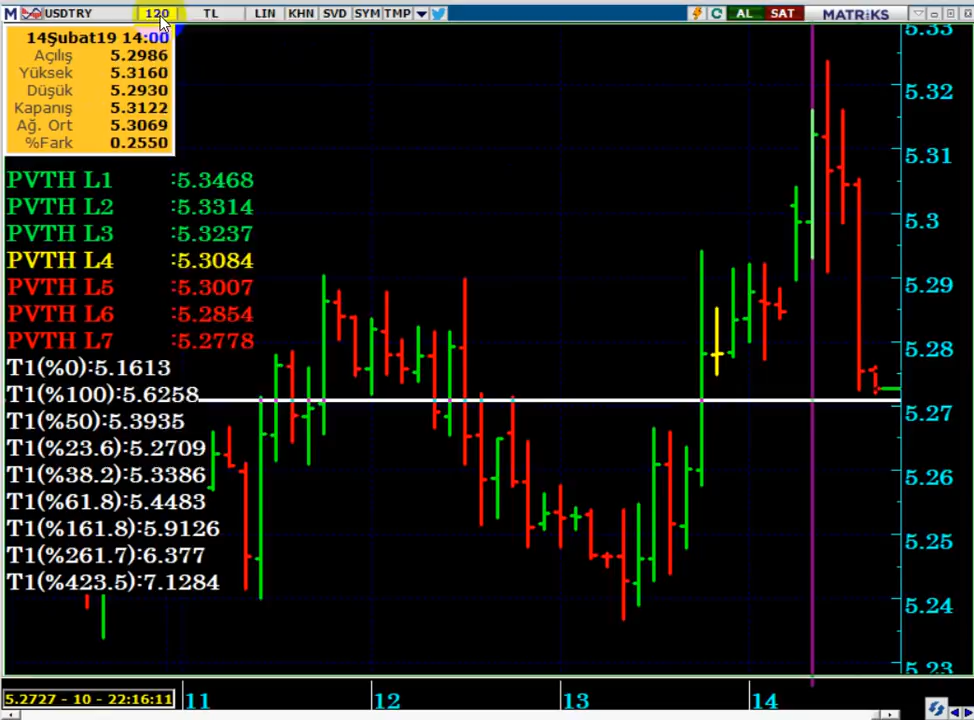 M USDTRY 120 TL LIN KHN SVD SYM TMP AL SAT MATRİKS
14Şubat19 14:00
Açılış 5.2986
Yüksek 5.3160
Düşük 5.2930
Kapanış 5.3122
Ağ. Ort 5.3069
%Fark 0.2550
PVTH L1 :5.3468
PVTH L2 :5.3314
PVTH L3 :5.3237
PVTH L4 :5.3084
PVTH L5 :5.3007
PVTH L6 :5.2854
PVTH L7 :5.2778
T1(%0):5.1613
T1(%100):5.6258
T1(%50):5.3935
T1(%23.6):5.2709
T1(%38.2):5.3386
T1(%61.8):5.4483
T1(%161.8):5.9126
T1(%261.7):6.377
T1(%423.5):7.1284
5.33
5.32
5.31
5.3
5.29
5.28
5.27
5.26
5.25
5.24
5.23
5.2727 - 10 - 22:16:11
11 12 13 14